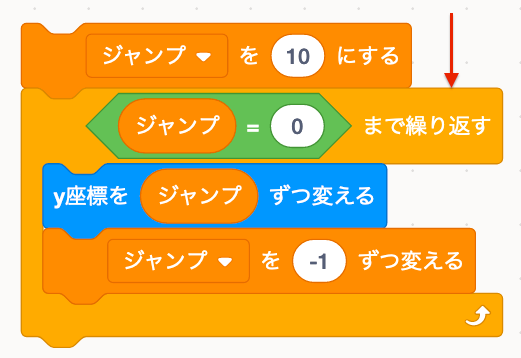 ジャンプ を 10 にする
ジャンプ = 0 まで繰り返す
y座標を ジャンプ ずつ変える
ジャンプ を -1 ずつ変える